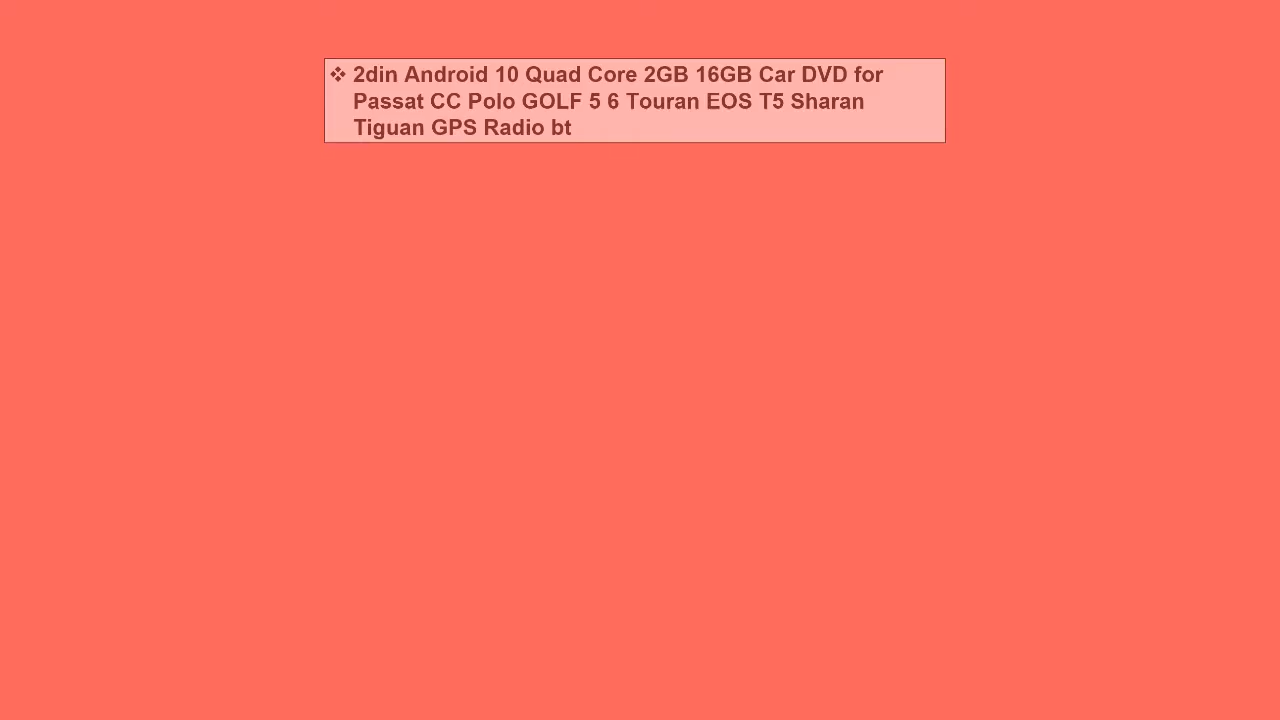 ❖ 2din Android 10 Quad Core 2GB 16GB Car DVD for
Passat CC Polo GOLF 5 6 Touran EOS T5 Sharan
Tiguan GPS Radio bt